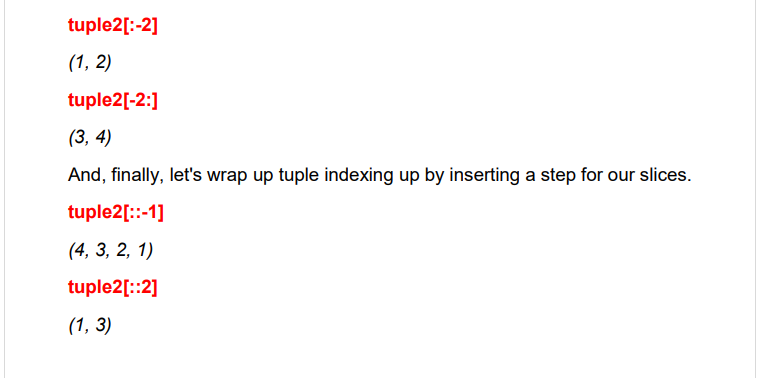 tuple2[:-2]
(1, 2)
tuple2[-2:]
(3, 4)
And, finally, let's wrap up tuple indexing up by inserting a step for our slices.
tuple2[::-1]
(4, 3, 2, 1)
tuple2[::2]
(1, 3)